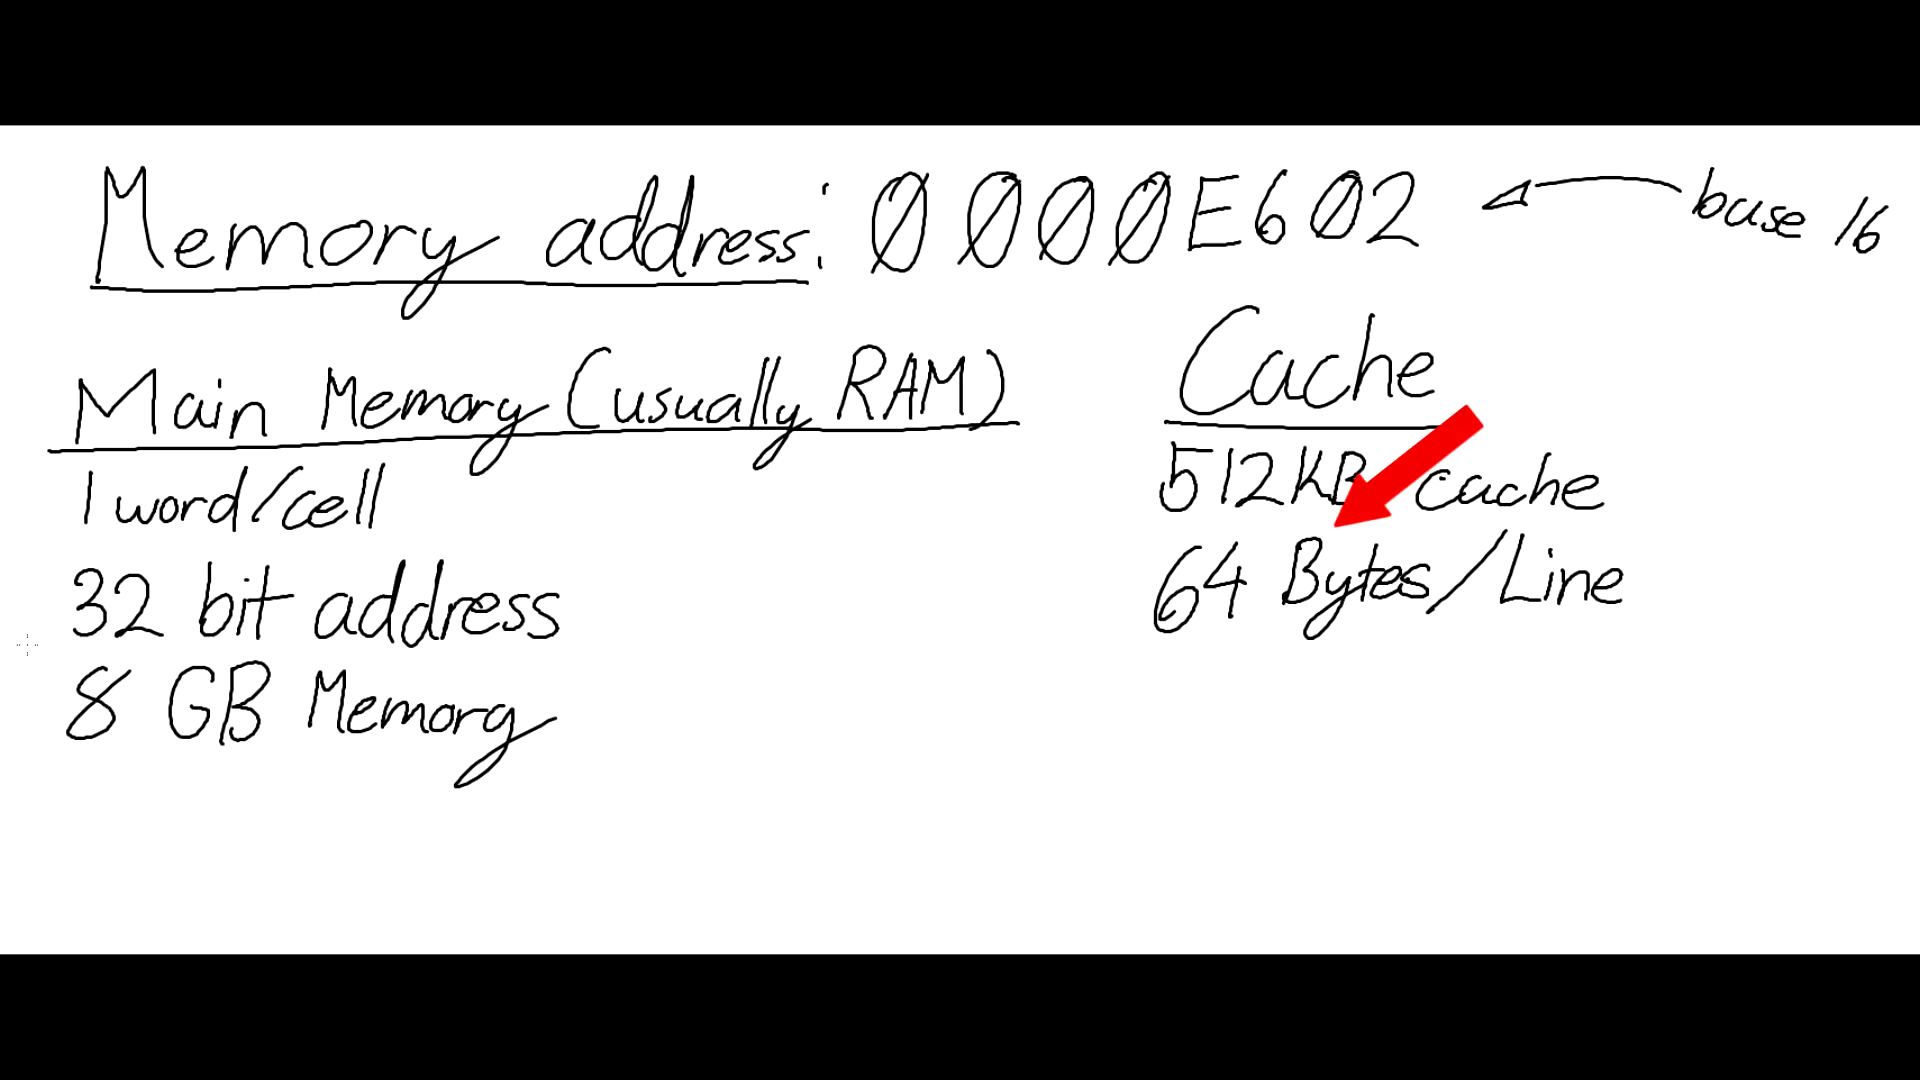 Memory address: 0000E602
base 16
Main Memory (usually RAM)
1 word/cell
32 bit address
8 GB Memory
Cache
512KB cache
64 Bytes/Line